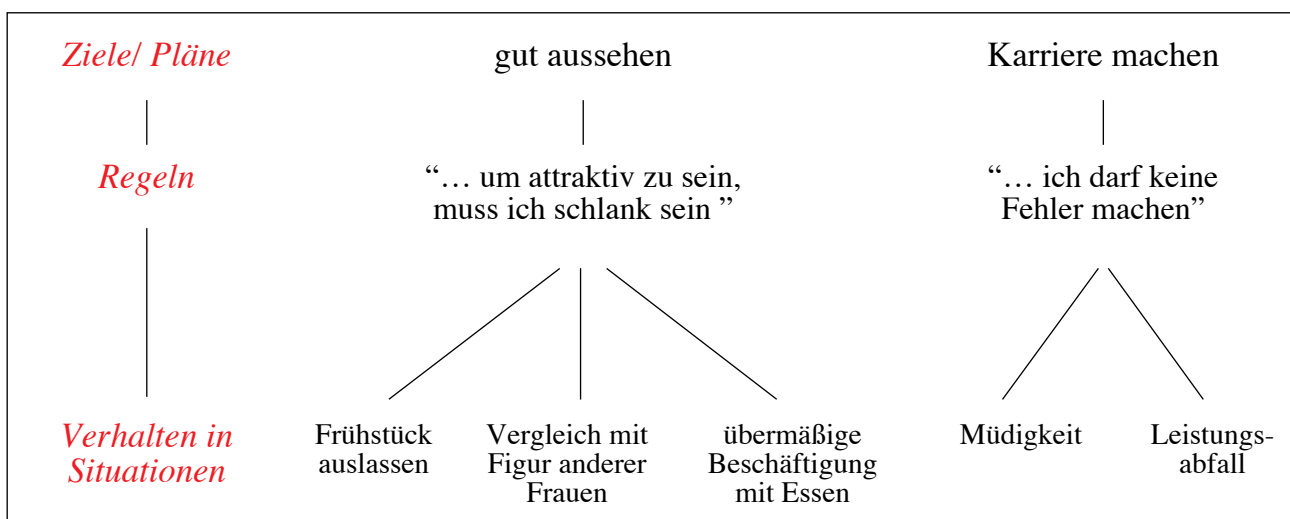 Ziele/ Pläne
gut aussehen
Karriere machen
Regeln
“… um attraktiv zu sein,
muss ich schlank sein ”
“… ich darf keine
Fehler machen”
Verhalten in
Situationen
Frühstück
auslassen
Vergleich mit
Figur anderer
Frauen
übermäßige
Beschäftigung
mit Essen
Müdigkeit
Leistungs-
abfall